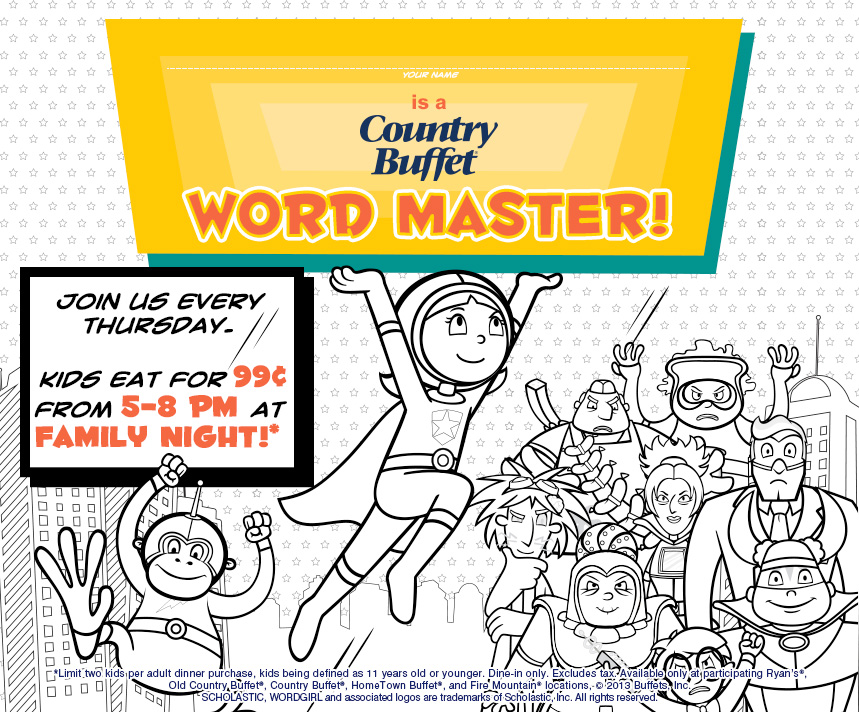 YOUR NAME
is a
Country
Buffet®
WORD MASTER!
JOIN US EVERY
THURSDAY-
KIDS EAT FOR 99¢
FROM 5-8 PM AT
FAMILY NIGHT!*
*Limit two kids per adult dinner purchase, kids being defined as 11 years old or younger. Dine-in only. Excludes tax. Available only at participating Ryan's®,
Old Country Buffet®, Country Buffet®, HomeTown Buffet®, and Fire Mountain® locations, © 2013 Buffets, Inc.
SCHOLASTIC, WORDGIRL and associated logos are trademarks of Scholastic, Inc. All rights reserved.